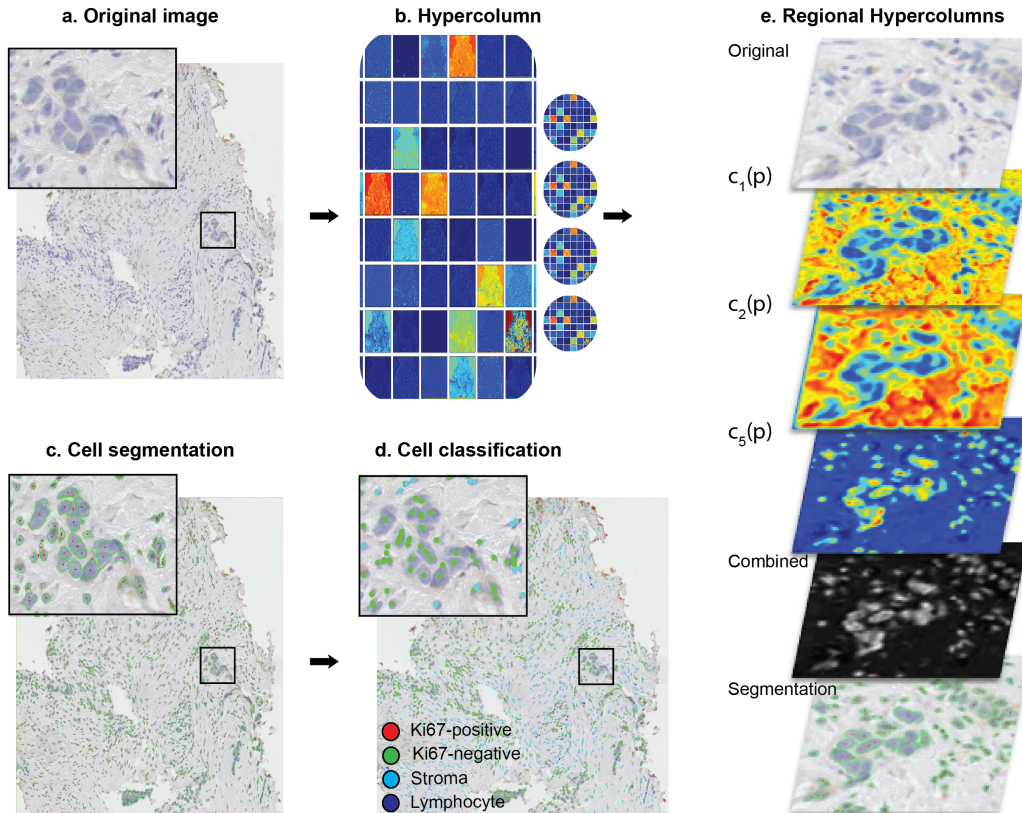 a. Original image
b. Hypercolumn
e. Regional Hypercolumns
Original
c1(p)
c2(p)
c5(p)
Combined
Segmentation
c. Cell segmentation
d. Cell classification
Ki67-positive
Ki67-negative
Stroma
Lymphocyte